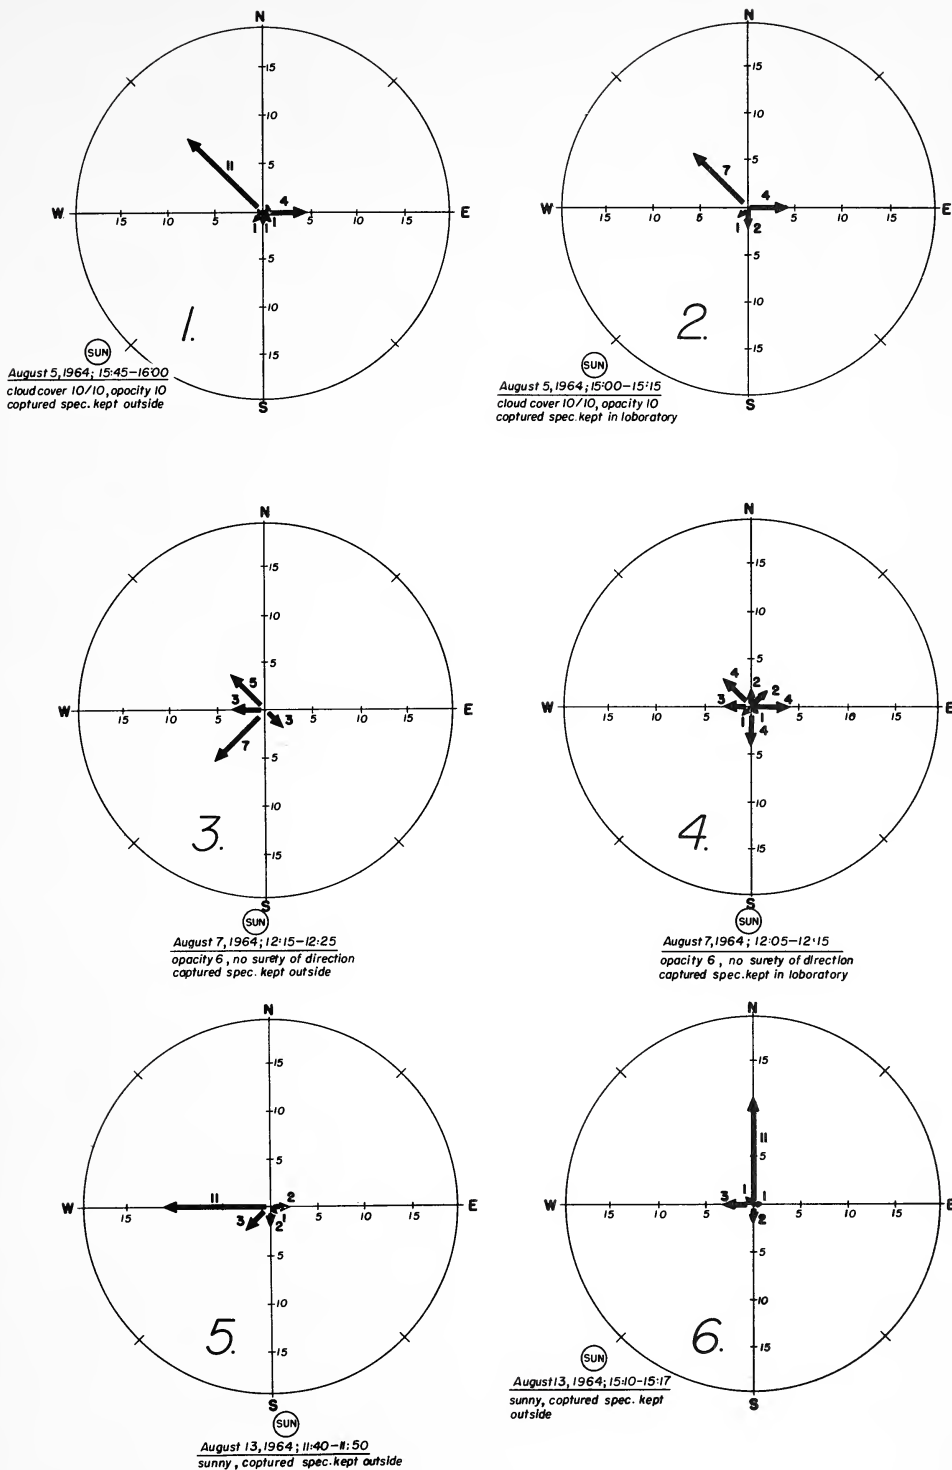 N
15
10
5
11
4
W
15
10
5
5
10
15
E
1
1
1
5
10
15
1.
S
SUN
August 5, 1964; 15:45-16:00
cloud cover 10/10, opacity 10
captured spec. kept outside
N
15
10
5
7
4
W
15
10
5
5
10
15
E
1
2
5
10
15
2.
S
SUN
August 5, 1964; 15:00-15:15
cloud cover 10/10, opacity 10
captured spec. kept in laboratory
N
15
10
5
5
3
W
15
10
5
5
10
15
E
3
7
5
10
15
3.
S
SUN
August 7, 1964; 12:15-12:25
opacity 6, no surety of direction
captured spec. kept outside
N
15
10
5
4
2
2
3
4
W
15
10
5
5
10
15
E
1
1
4
5
10
15
4.
S
SUN
August 7, 1964; 12:05-12:15
opacity 6, no surety of direction
captured spec. kept in laboratory
N
15
10
5
11
2
W
15
5
10
15
E
3
1
2
5
10
15
5.
S
SUN
August 13, 1964; 11:40-11:50
sunny, captured spec. kept outside
N
15
11
5
3
1
1
W
15
10
5
5
10
15
E
2
5
10
15
6.
S
SUN
August 13, 1964; 15:10-15:17
sunny, captured spec. kept
outside